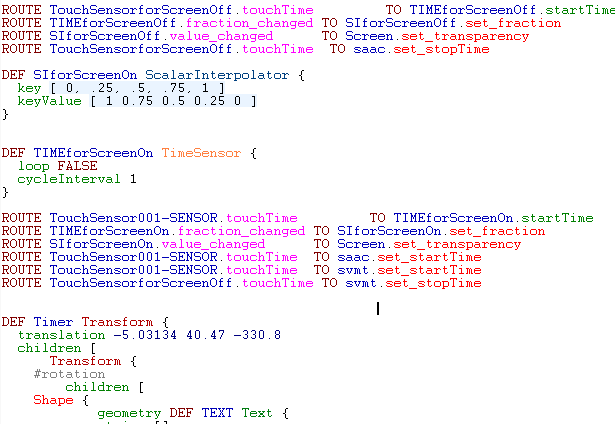 ROUTE TouchSensorforScreenOff.touchTime TO TIMEforScreenOff.startTime
ROUTE TIMEforScreenOff.fraction_changed TO SIforScreenOff.set_fraction
ROUTE SIforScreenOff.value_changed TO Screen.set_transparency
ROUTE TouchSensorforScreenOff.touchTime TO saac.set_stopTime
DEF SIforScreenOn ScalarInterpolator {
key [ 0, .25, .5, .75, 1 ]
keyValue [ 1 0.75 0.5 0.25 0 ]
}
DEF TIMEforScreenOn TimeSensor {
loop FALSE
cycleInterval 1
}
ROUTE TouchSensor001-SENSOR.touchTime TO TIMEforScreenOn.startTime
ROUTE TIMEforScreenOn.fraction_changed TO SIforScreenOn.set_fraction
ROUTE SIforScreenOn.value_changed TO Screen.set_transparency
ROUTE TouchSensor001-SENSOR.touchTime TO saac.set_startTime
ROUTE TouchSensor001-SENSOR.touchTime TO svmt.set_startTime
ROUTE TouchSensorforScreenOff.touchTime TO svmt.set_stopTime
DEF Timer Transform {
translation -5.03134 40.47 -330.8
children [
Transform {
#rotation
children [
Shape {
geometry DEF TEXT Text {